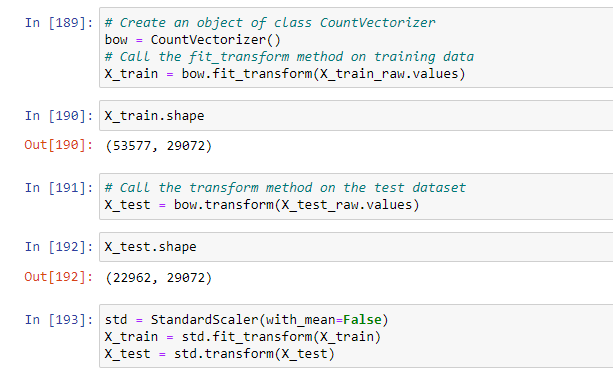 In [189]: # Create an object of class CountVectorizer
bow = CountVectorizer()
# Call the fit_transform method on training data
X_train = bow.fit_transform(X_train_raw.values)
In [190]: X_train.shape
Out[190]: (53577, 29072)
In [191]: # Call the transform method on the test dataset
X_test = bow.transform(X_test_raw.values)
In [192]: X_test.shape
Out[192]: (22962, 29072)
In [193]: std = StandardScaler(with_mean=False)
X_train = std.fit_transform(X_train)
X_test = std.transform(X_test)